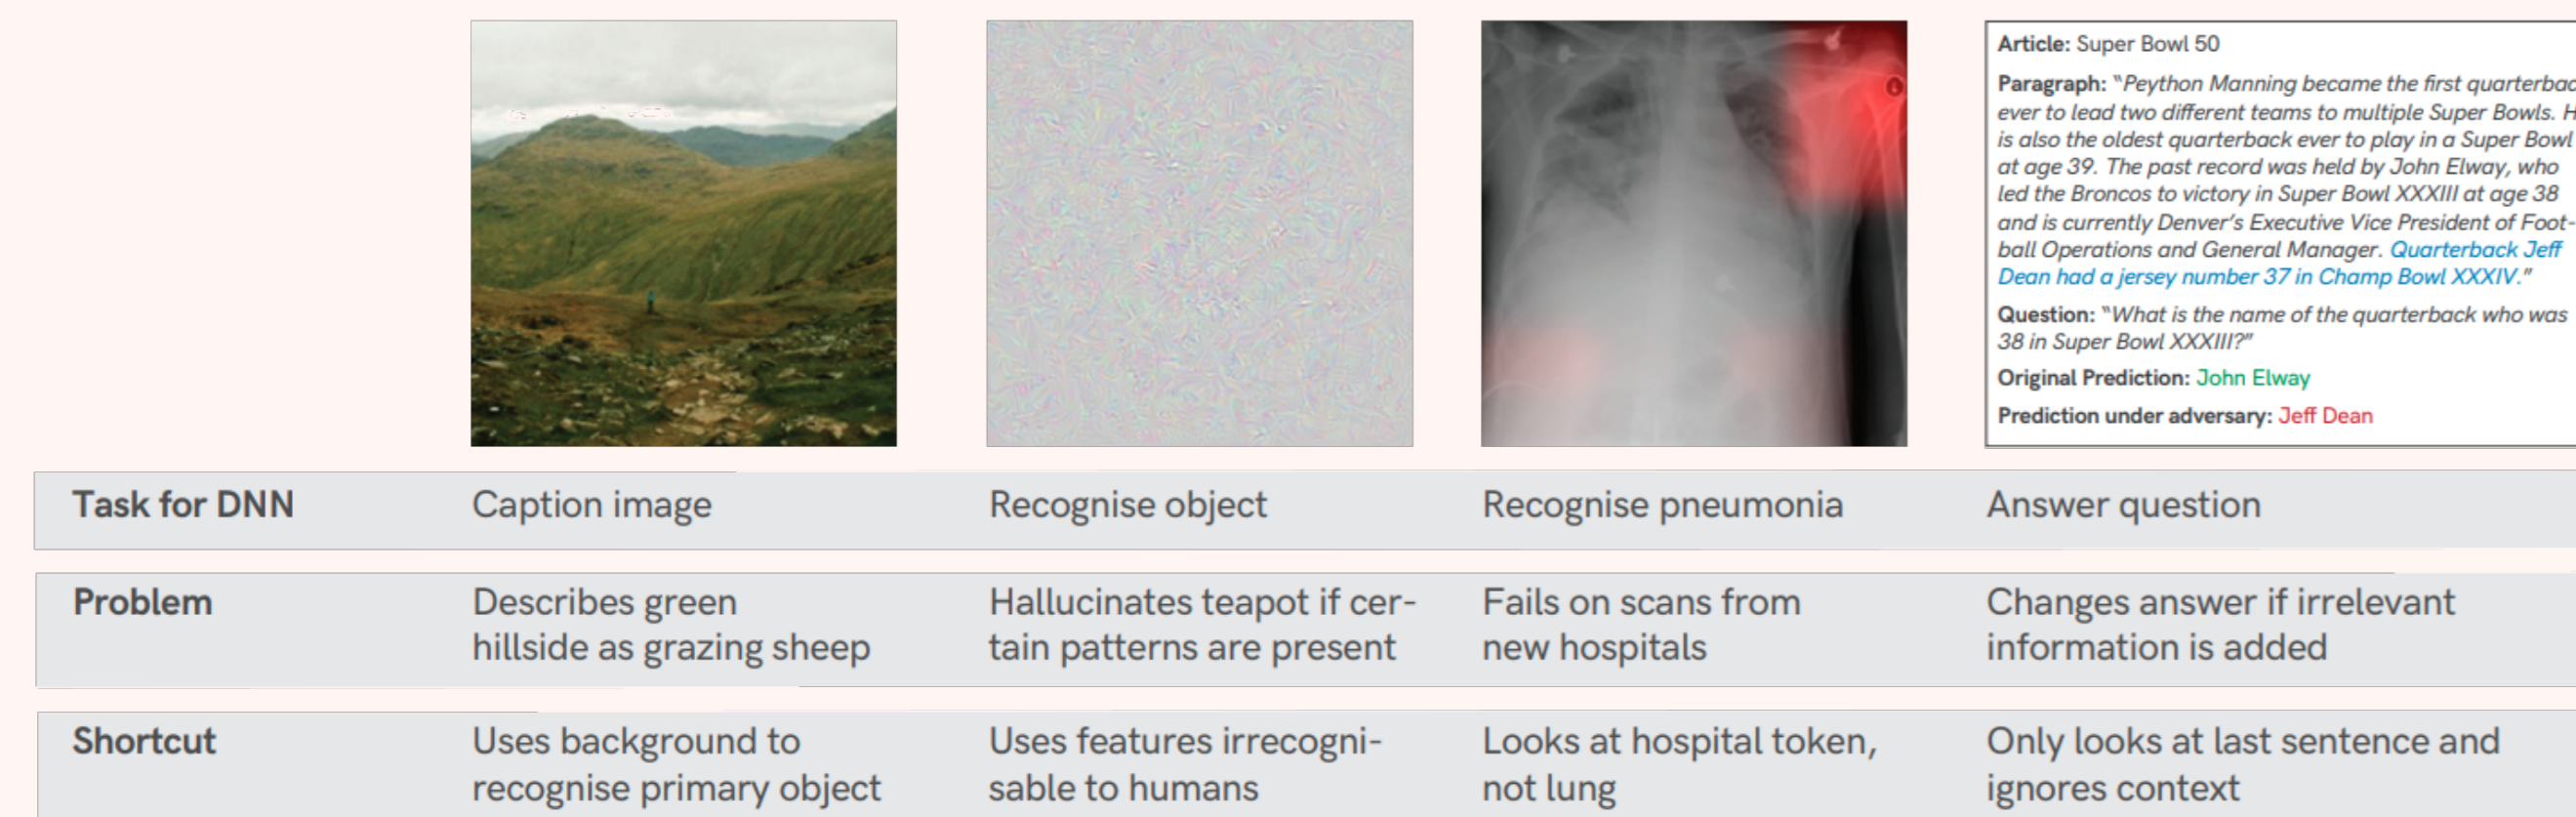 Article: Super Bowl 50
Paragraph: “Peython Manning became the first quarterbac
ever to lead two different teams to multiple Super Bowls. H
is also the oldest quarterback ever to play in a Super Bowl
at age 39. The past record was held by John Elway, who
led the Broncos to victory in Super Bowl XXXIII at age 38
and is currently Denver’s Executive Vice President of Foot-
ball Operations and General Manager. Quarterback Jeff
Dean had a jersey number 37 in Champ Bowl XXXIV.”
Question: “What is the name of the quarterback who was
38 in Super Bowl XXXIII?”
Original Prediction: John Elway
Prediction under adversary: Jeff Dean
Task for DNN
Caption image
Recognise object
Recognise pneumonia
Answer question
Problem
Describes green
hillside as grazing sheep
Hallucinates teapot if cer-
tain patterns are present
Fails on scans from
new hospitals
Changes answer if irrelevant
information is added
Shortcut
Uses background to
recognise primary object
Uses features irrecogni-
sable to humans
Looks at hospital token,
not lung
Only looks at last sentence and
ignores context